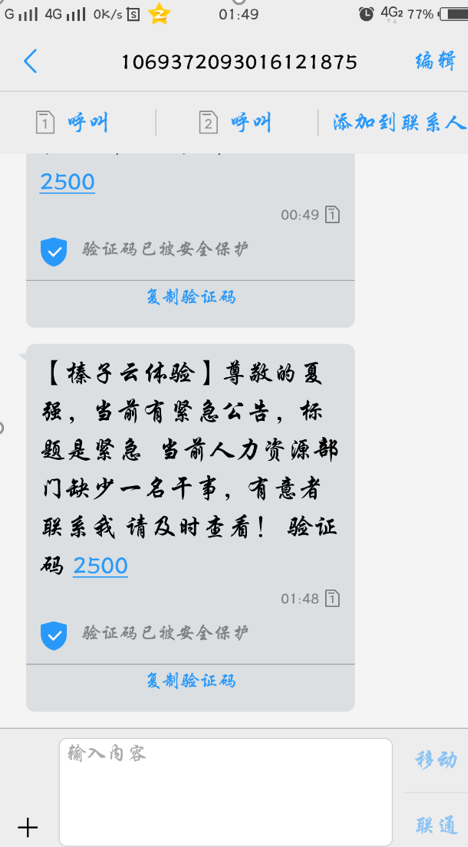 G 4G 0K/s S Z 01:49 4G2 77%
1069372093016121875 编辑
1 呼叫 2 呼叫 添加到联系人
2500
00:49 1
验证码已被安全保护
复制验证码
【榛子云体验】尊敬的夏
强，当前有紧急公告，标
题是紧急 当前人力资源部
门缺少一名干事，有意者
联系我 请及时查看！ 验证
码 2500
01:48 1
验证码已被安全保护
复制验证码
输入内容 移动
联通